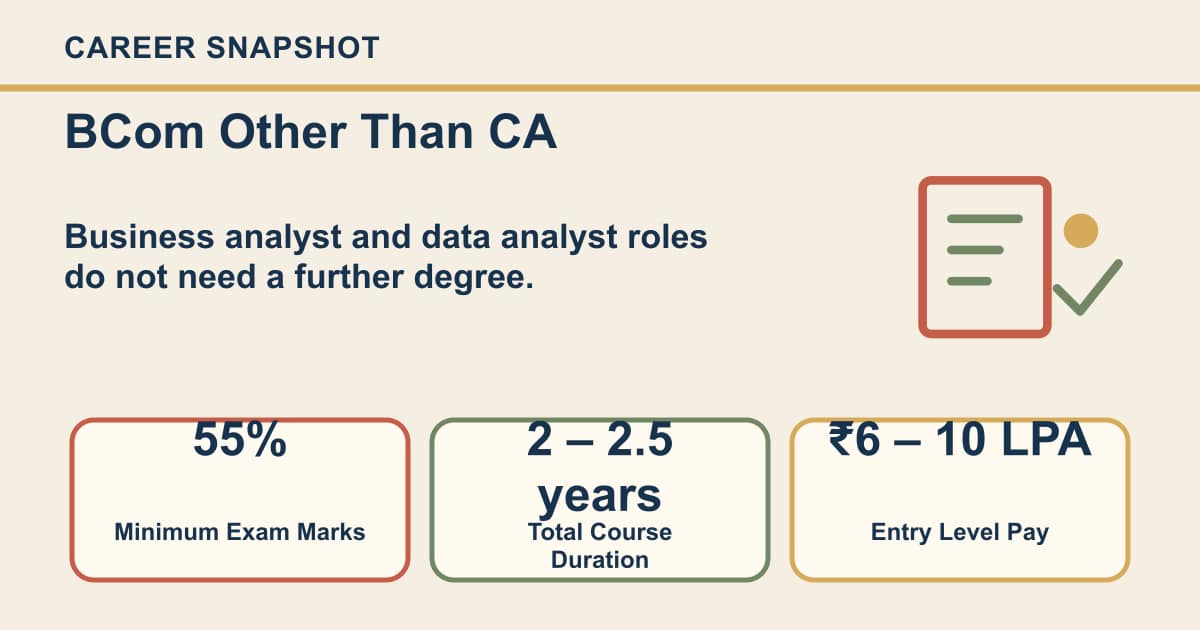 CAREER SNAPSHOT
BCom Other Than CA
Business analyst and data analyst roles
do not need a further degree.
55%
Minimum Exam Marks
2 – 2.5
years
Total Course
Duration
₹6 – 10 LPA
Entry Level Pay